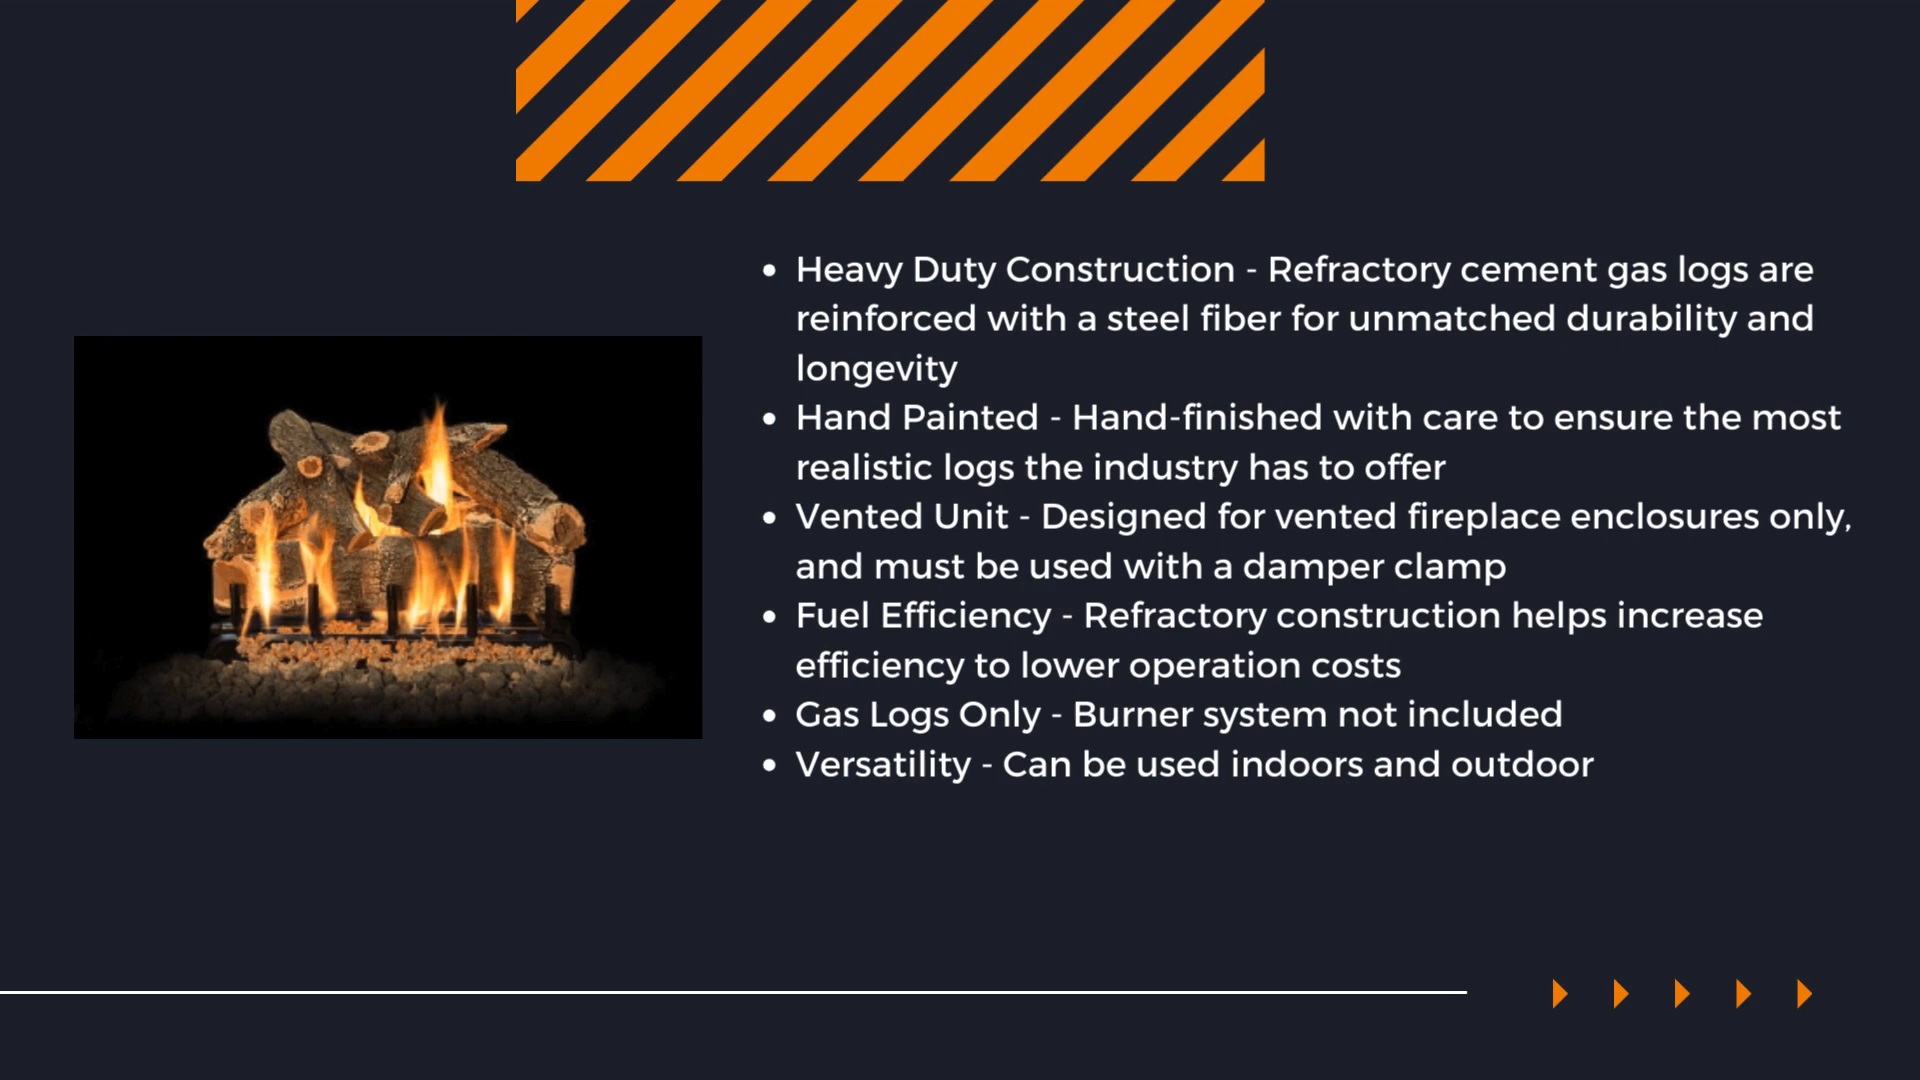 • Heavy Duty Construction - Refractory cement gas logs are
reinforced with a steel fiber for unmatched durability and
longevity
• Hand Painted - Hand-finished with care to ensure the most
realistic logs the industry has to offer
• Vented Unit - Designed for vented fireplace enclosures only,
and must be used with a damper clamp
• Fuel Efficiency - Refractory construction helps increase
efficiency to lower operation costs
• Gas Logs Only - Burner system not included
• Versatility - Can be used indoors and outdoor